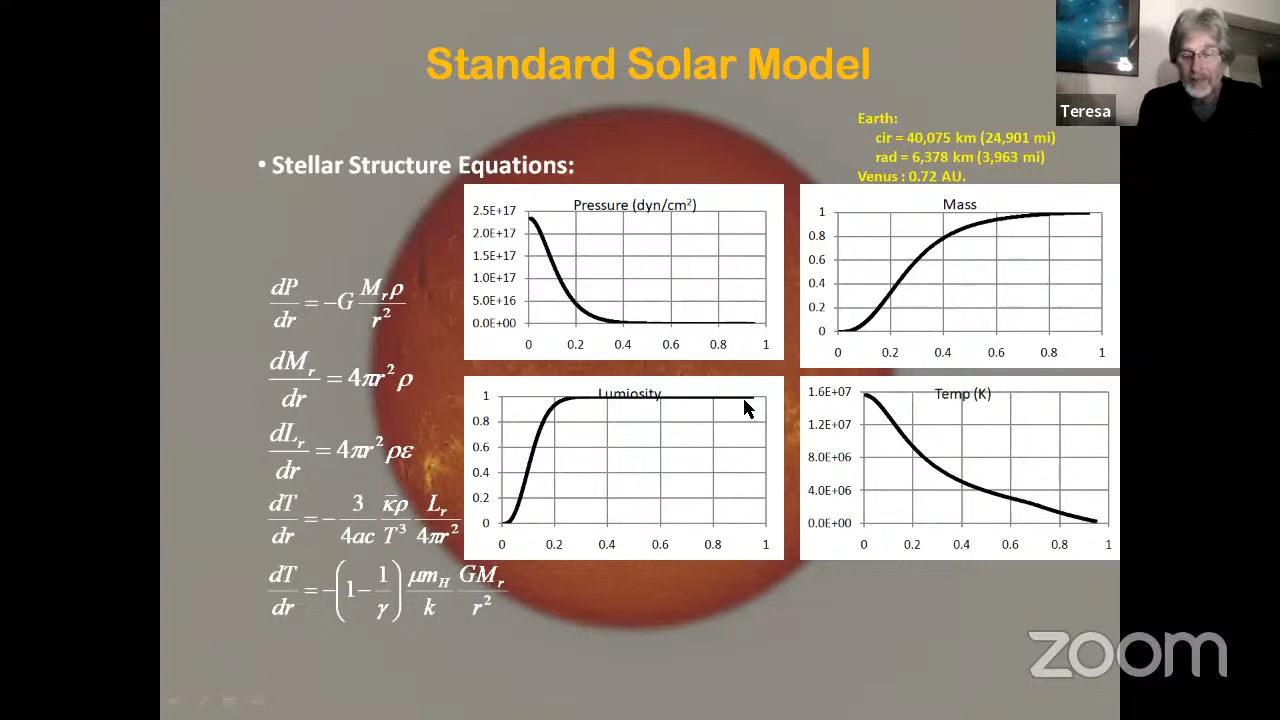 Standard Solar Model
Teresa
Earth:
cir = 40,075 km (24,901 mi)
rad = 6,378 km (3,963 mi)
Venus : 0.72 AU.
• Stellar Structure Equations:
dP/dr = −G M_r ρ / r²
dM_r/dr = 4πr²ρ
dL_r/dr = 4πr²ρε
dT/dr = − 3/4ac κ̅ρ/T³ L_r/4πr²
dT/dr = −(1 − 1/γ) μm_H/k GM_r/r²
Pressure (dyn/cm²)
2.5E+17
2.0E+17
1.5E+17
1.0E+17
5.0E+16
0.0E+00
0 0.2 0.4 0.6 0.8 1
Mass
1
0.8
0.6
0.4
0.2
0
0 0.2 0.4 0.6 0.8 1
Lumiosity
1
0.8
0.6
0.4
0.2
0
0 0.2 0.4 0.6 0.8 1
Temp (K)
1.6E+07
1.2E+07
8.0E+06
4.0E+06
0.0E+00
0 0.2 0.4 0.6 0.8 1
zoom